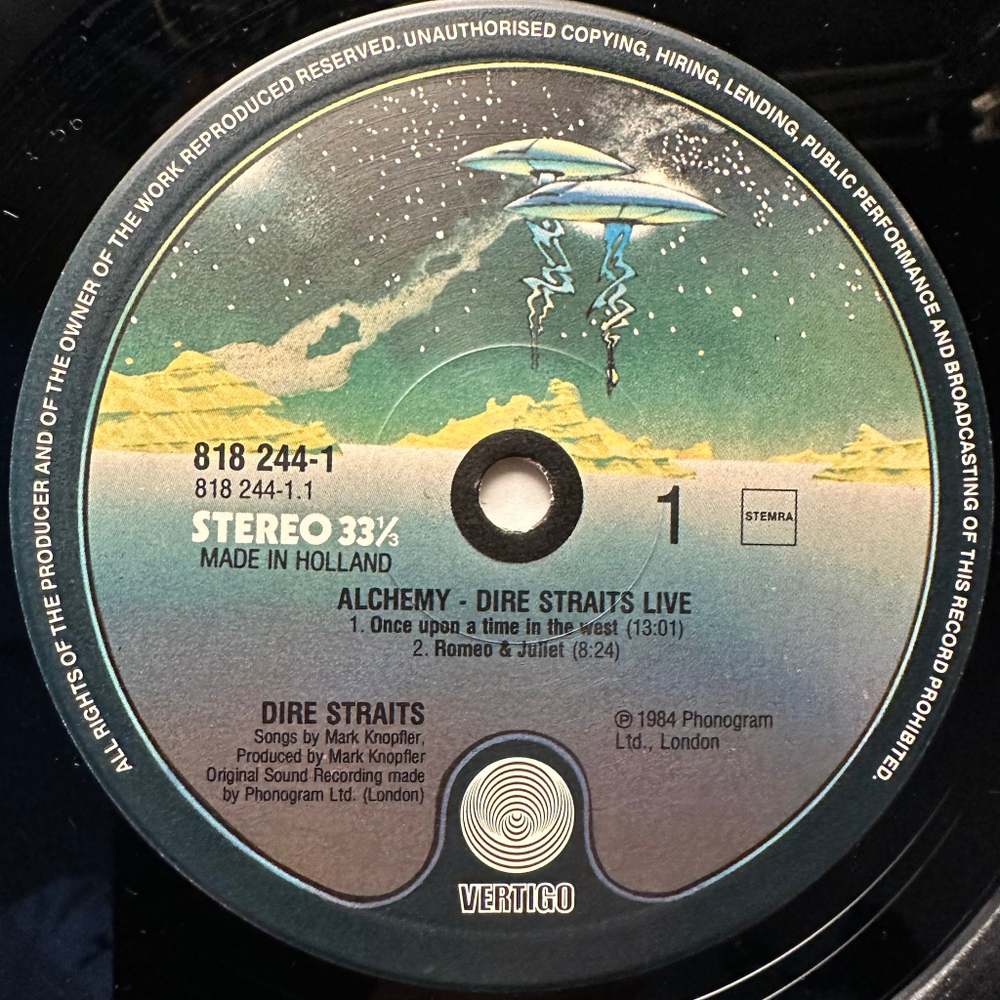 ALL RIGHTS OF THE PRODUCER AND OF THE OWNER OF THE WORK REPRODUCED RESERVED. UNAUTHORISED COPYING, HIRING, LENDING, PUBLIC PERFORMANCE AND BROADCASTING OF THIS RECORD PROHIBITED.
818 244-1
818 244-1.1
STEREO 33⅓
MADE IN HOLLAND
1
STEMRA
ALCHEMY - DIRE STRAITS LIVE
1. Once upon a time in the west (13:01)
2. Romeo & Juliet (8:24)
DIRE STRAITS
Songs by Mark Knopfler,
Produced by Mark Knopfler
Original Sound Recording made
by Phonogram Ltd. (London)
℗ 1984 Phonogram
Ltd., London
VERTIGO